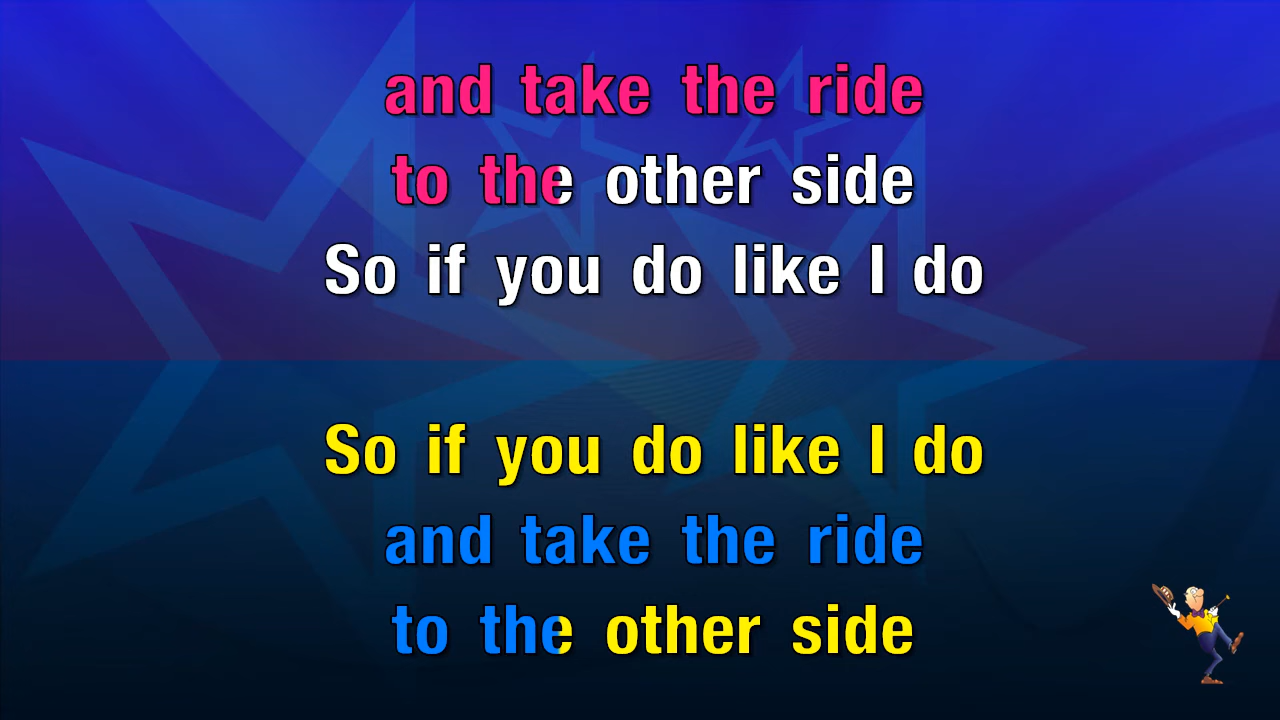 and take the ride
to the other side
So if you do like I do
So if you do like I do
and take the ride
to the other side